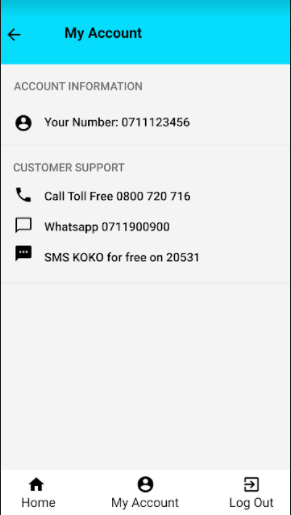 My Account
ACCOUNT INFORMATION
Your Number: 0711123456
CUSTOMER SUPPORT
Call Toll Free 0800 720 716
Whatsapp 0711900900
SMS KOKO for free on 20531
Home My Account Log Out